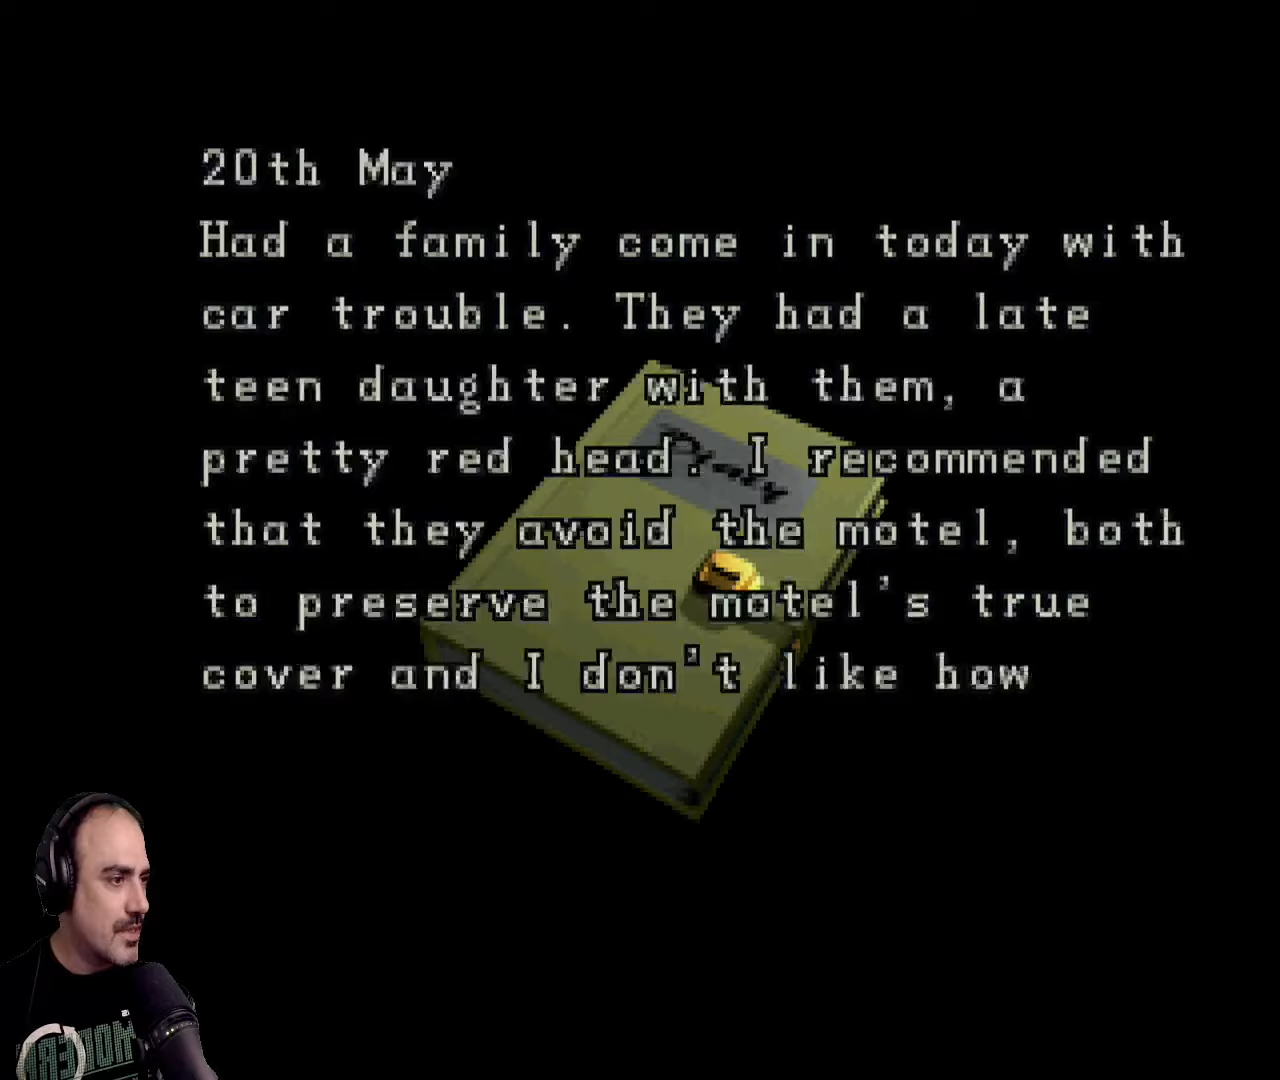 20th May
Had a family come in today with
car trouble. They had a late
teen daughter with them, a
pretty red head. I recommended
that they avoid the motel, both
to preserve the motel's true
cover and I don't like how
Diary